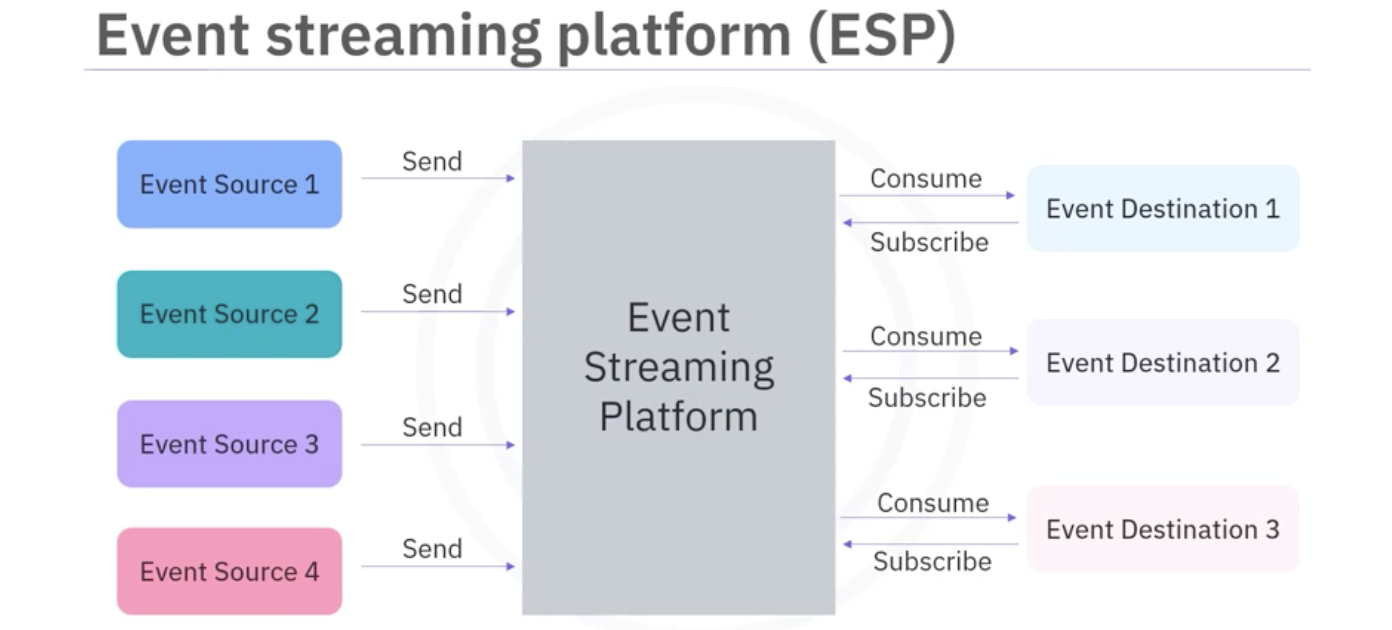 Event streaming platform (ESP)
Event Source 1
Send
Event Source 2
Send
Event Source 3
Send
Event Source 4
Send
Event
Streaming
Platform
Consume
Subscribe
Event Destination 1
Consume
Subscribe
Event Destination 2
Consume
Subscribe
Event Destination 3